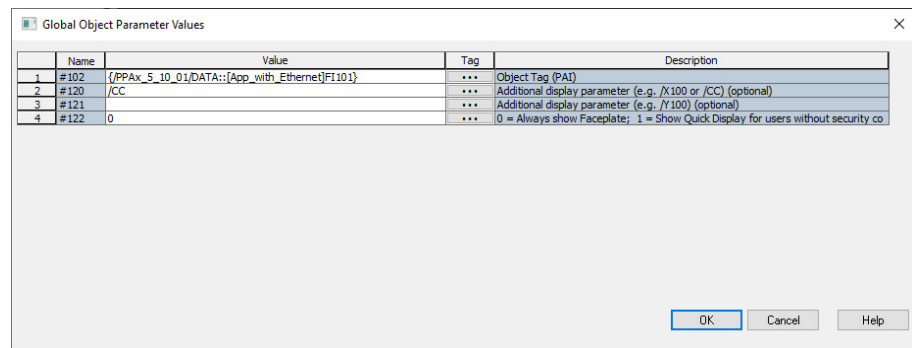 Global Object Parameter Values
Name Value Tag Description
1 #102 {/PPAx_5_10_01/DATA::[App_with_Ethernet]FI101} ••• Object Tag (PAI)
2 #120 /CC ••• Additional display parameter (e.g. /X100 or /CC) (optional)
3 #121 ••• Additional display parameter (e.g. /Y100) (optional)
4 #122 0 ••• 0 = Always show Faceplate; 1 = Show Quick Display for users without security co
OK Cancel Help